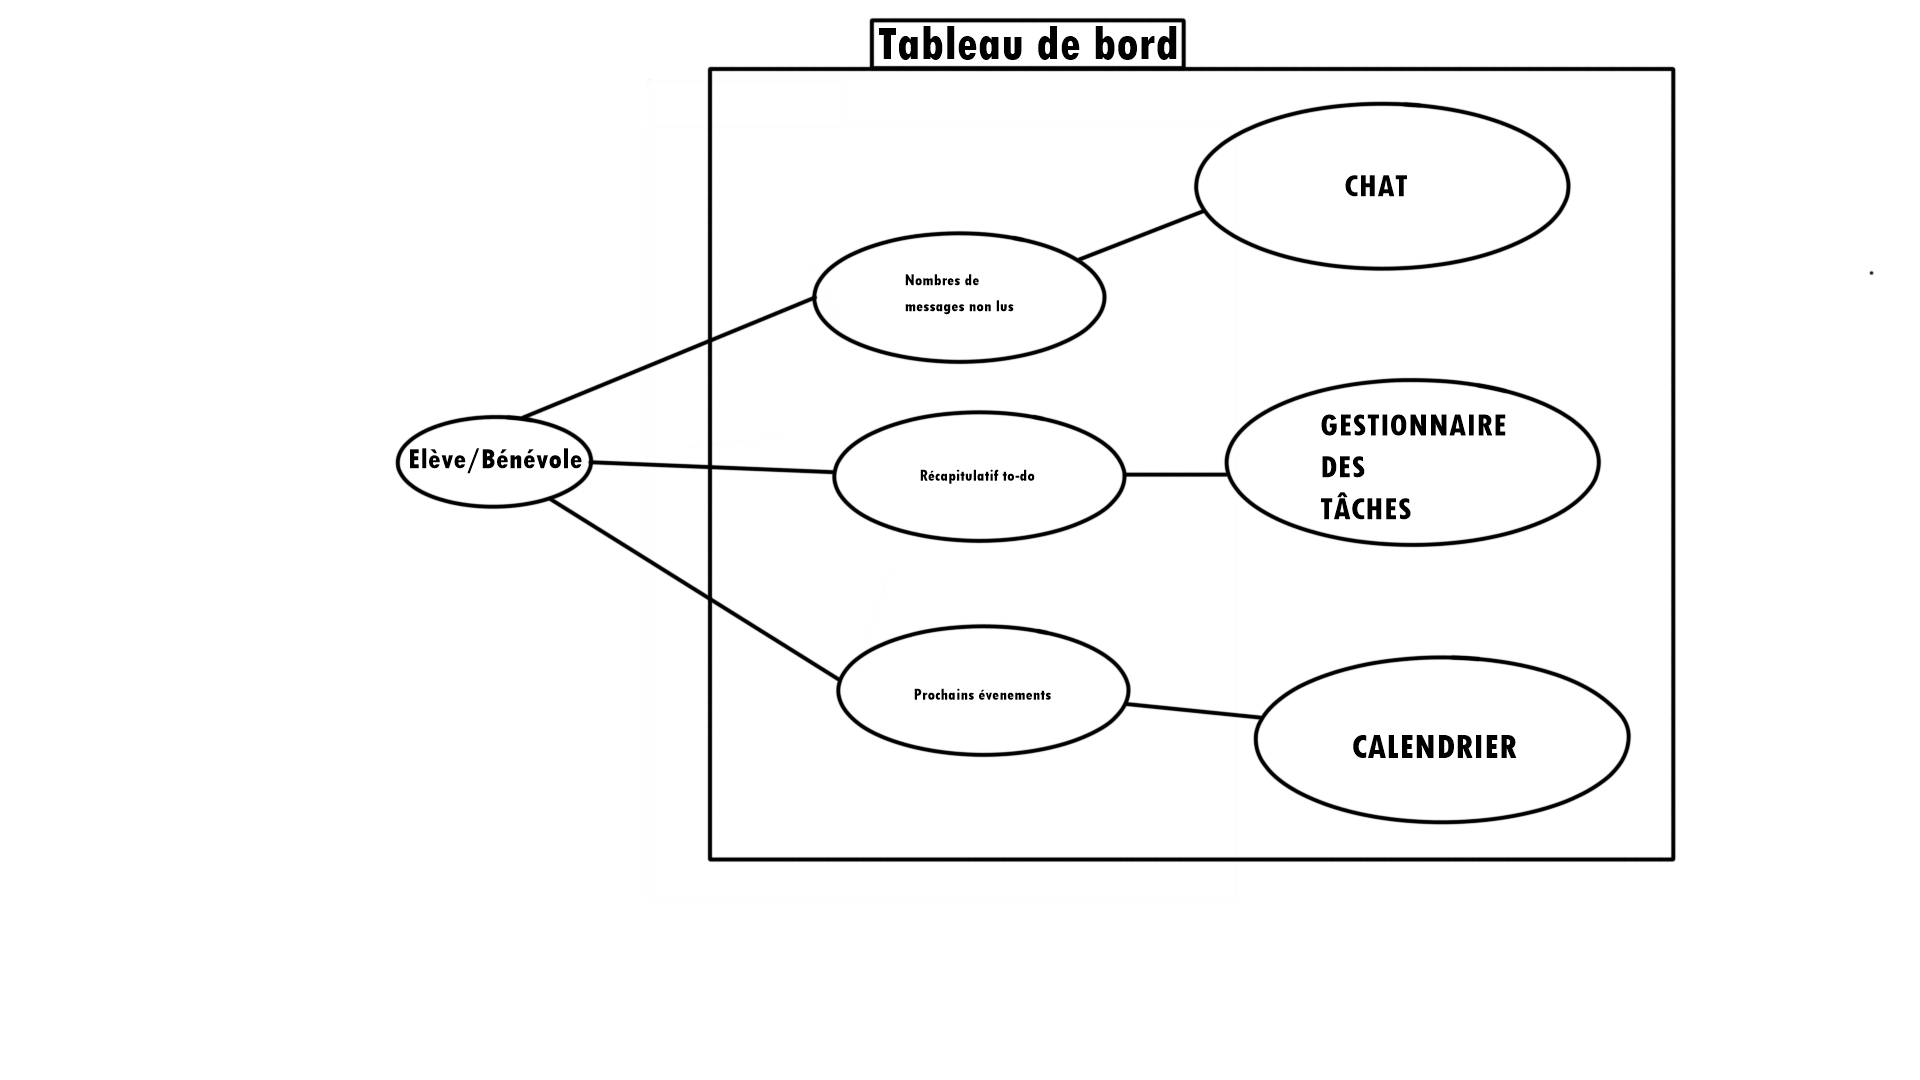 Tableau de bord
CHAT
Nombres de
messages non lus
Elève/Bénévole
Récapitulatif to-do
GESTIONNAIRE
DES
TÂCHES
Prochains évenements
CALENDRIER